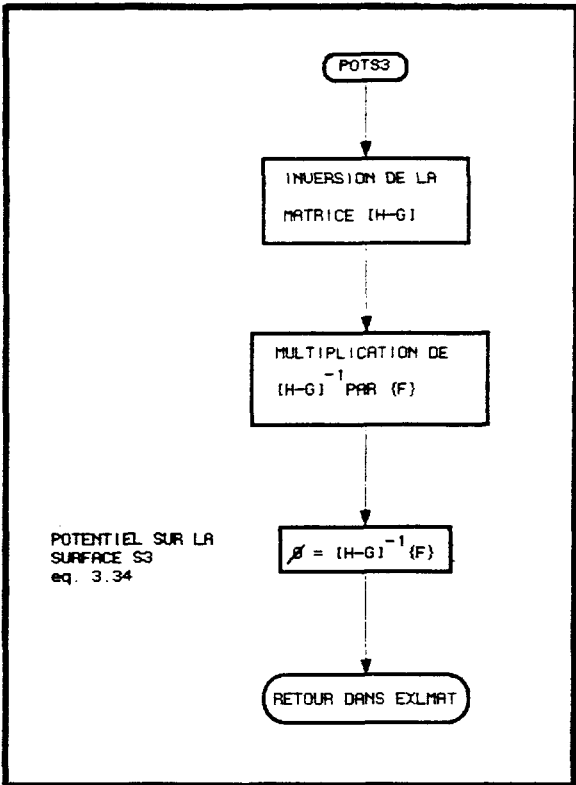 POTS3
INVERSION DE LA
MATRICE [H-G]
MULTIPLICATION DE
[H-G]⁻¹ PAR {F}
POTENTIEL SUR LA
SURFACE S3
eq. 3.34
ø = [H-G]⁻¹ {F}
RETOUR DANS EXLMAT